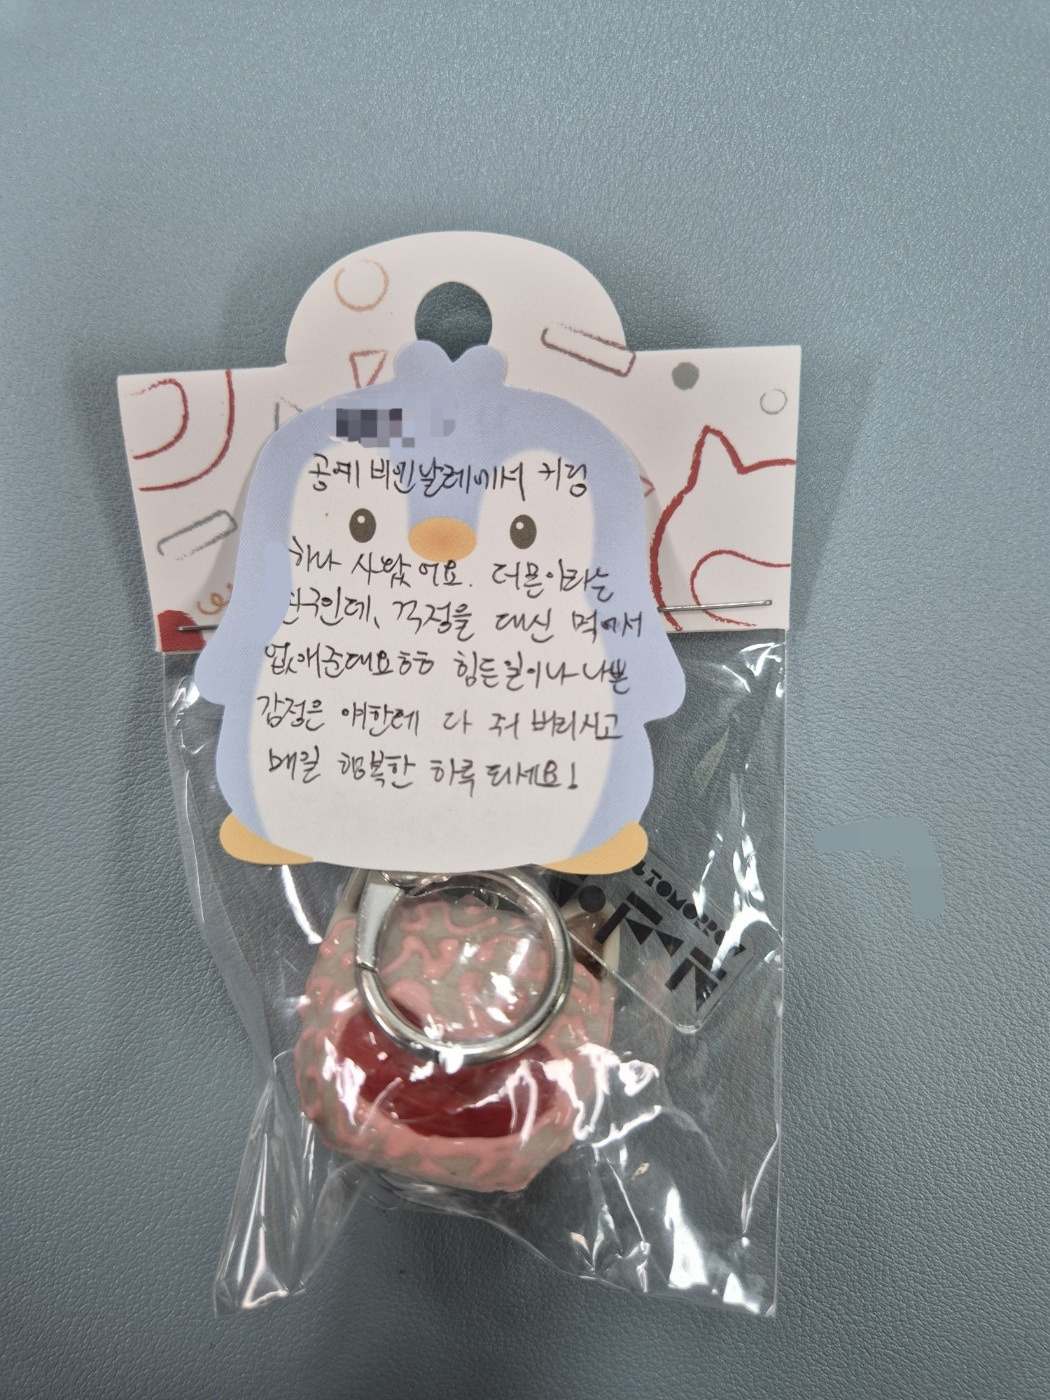 공예 비엔날레에서 키링
하나 사왔어요. 더몬이라는
친구인데, 걱정을 대신 먹어서
없애준대요ㅎㅎ 힘든일이나 나쁜
감정은 얘한테 다 줘 버리시고
매일 행복한 하루 되세요!